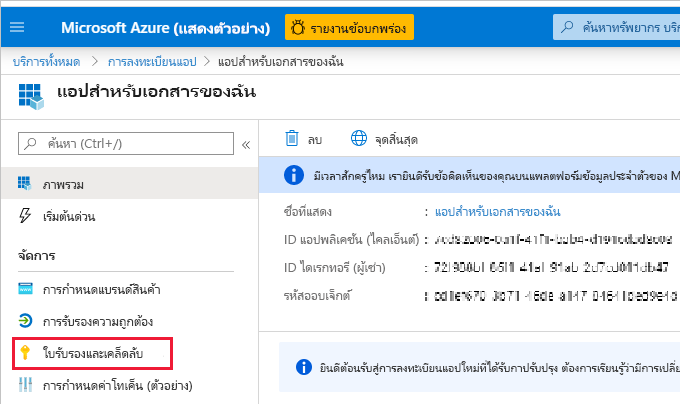 Microsoft Azure (แสดงตัวอย่าง)
รายงานข้อบกพร่อง
ค้นหาทรัพยากร บริก
บริการทั้งหมด > การลงทะเบียนแอป > แอปสำหรับเอกสารของฉัน
แอปสำหรับเอกสารของฉัน
ค้นหา (Ctrl+/)
ลบ
จุดสิ้นสุด
ภาพรวม
มีเวลาสักครู่ไหม เรายินดีรับข้อคิดเห็นของคุณบนแพลตฟอร์มข้อมูลประจำตัวของ M
เริ่มต้นด่วน
ชื่อที่แสดง : แอปสำหรับเอกสารของฉัน
ID แอปพลิเคชัน (ไคลเอ็นต์) :
จัดการ
ID ไดเรกทอรี (ผู้เช่า) :
การกำหนดแบรนด์สินค้า
รหัสออบเจ็กต์ :
การรับรองความถูกต้อง
ใบรับรองและเคล็ดลับ
ยินดีต้อนรับสู่การลงทะเบียนแอปใหม่ที่ได้รับกาปรับปรุง ต้องการเรียนรู้ว่ามีการเปลี่ย
การกำหนดค่าโทเค็น (ตัวอย่าง)